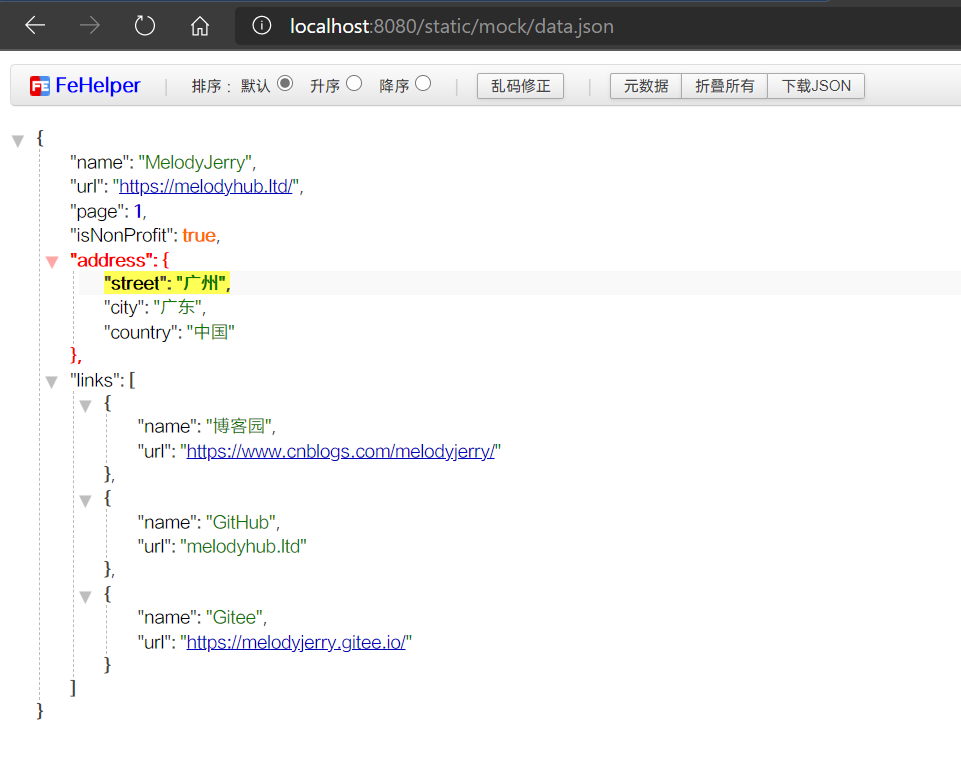 localhost:8080/static/mock/data.json
FeHelper | 排序： 默认 升序 降序 | 乱码修正 | 元数据 折叠所有 下载JSON
{
"name": "MelodyJerry",
"url": "https://melodyhub.ltd/",
"page": 1,
"isNonProfit": true,
"address": {
"street": "广州",
"city": "广东",
"country": "中国"
},
"links": [
{
"name": "博客园",
"url": "https://www.cnblogs.com/melodyjerry/"
},
{
"name": "GitHub",
"url": "melodyhub.ltd"
},
{
"name": "Gitee",
"url": "https://melodyjerry.gitee.io/"
}
]
}